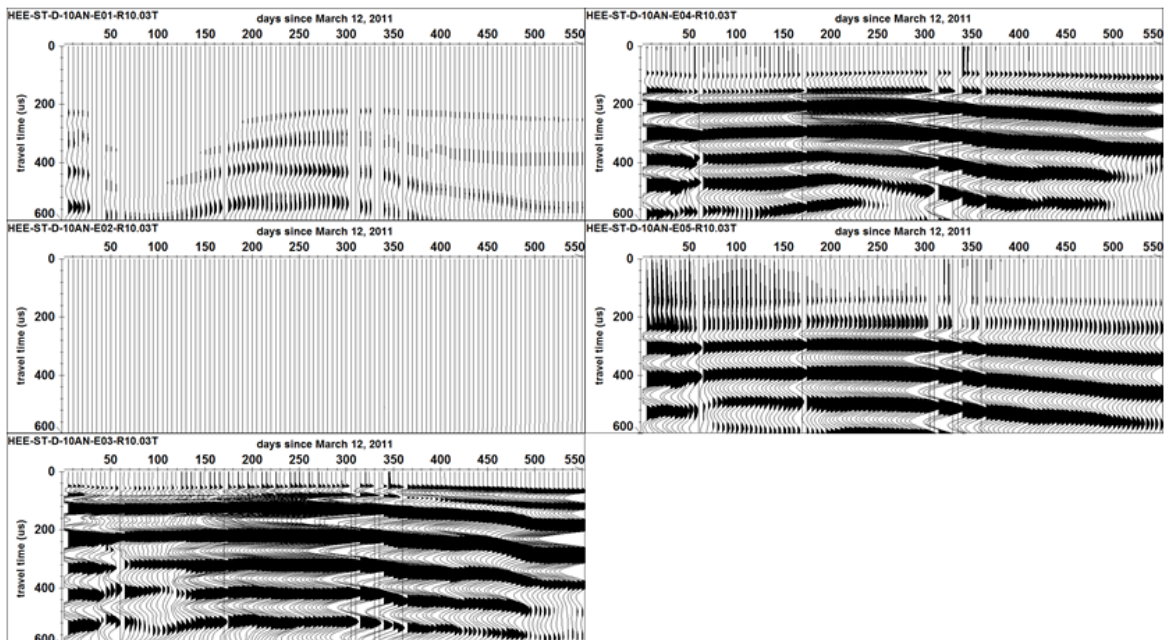 HEE-ST-D-10AN-E01-R10.03T
days since March 12, 2011
50 100 150 200 250 300 350 400 450 500 550
0
200
400
600
travel time (us)
HEE-ST-D-10AN-E02-R10.03T
days since March 12, 2011
50 100 150 200 250 300 350 400 450 500 550
0
200
400
600
travel time (us)
HEE-ST-D-10AN-E03-R10.03T
days since March 12, 2011
50 100 150 200 250 300 350 400 450 500 550
0
200
400
600
travel time (us)
HEE-ST-D-10AN-E04-R10.03T
days since March 12, 2011
50 100 150 200 250 300 350 400 450 500 550
0
200
400
600
travel time (us)
HEE-ST-D-10AN-E05-R10.03T
days since March 12, 2011
50 100 150 200 250 300 350 400 450 500 550
0
200
400
600
travel time (us)